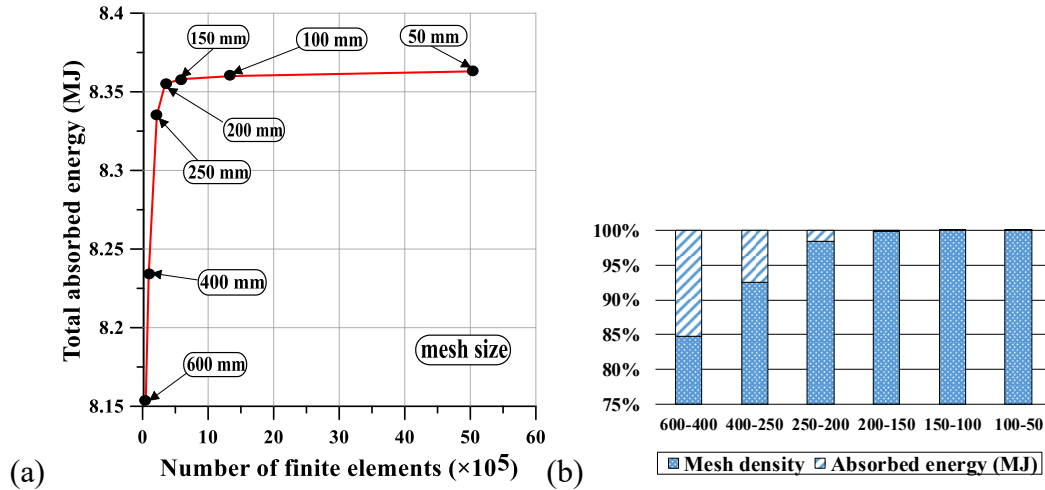 8.4
8.35
8.3
8.25
8.2
8.15
Total absorbed energy (MJ)
150 mm
100 mm
50 mm
200 mm
250 mm
400 mm
600 mm
mesh size
0 10 20 30 40 50 60
Number of finite elements (×10⁵)
(a)
100%
95%
90%
85%
80%
75%
600-400 400-250 250-200 200-150 150-100 100-50
Mesh density Absorbed energy (MJ)
(b)